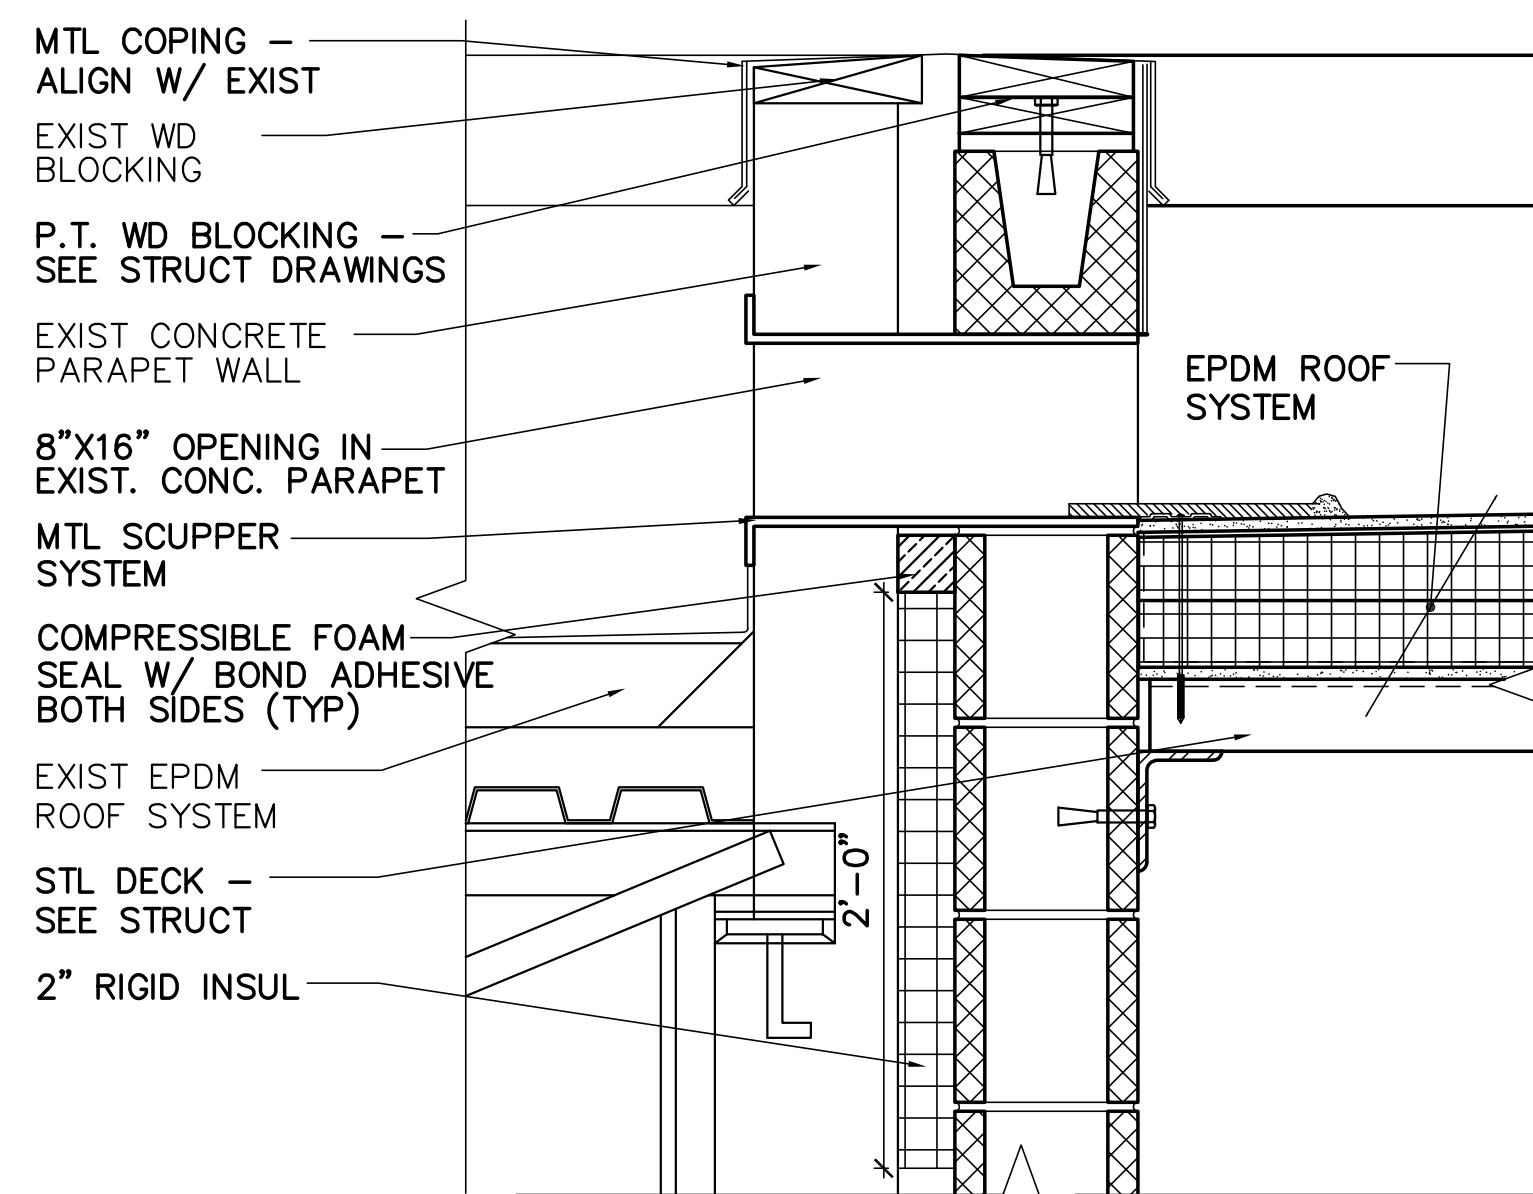 MTL COPING –
ALIGN W/ EXIST
EXIST WD
BLOCKING
P.T. WD BLOCKING –
SEE STRUCT DRAWINGS
EXIST CONCRETE
PARAPET WALL
8”X16” OPENING IN
EXIST. CONC. PARAPET
MTL SCUPPER
SYSTEM
COMPRESSIBLE FOAM
SEAL W/ BOND ADHESIVE
BOTH SIDES (TYP)
EXIST EPDM
ROOF SYSTEM
STL DECK –
SEE STRUCT
2” RIGID INSUL
2’–0”
EPDM ROOF
SYSTEM